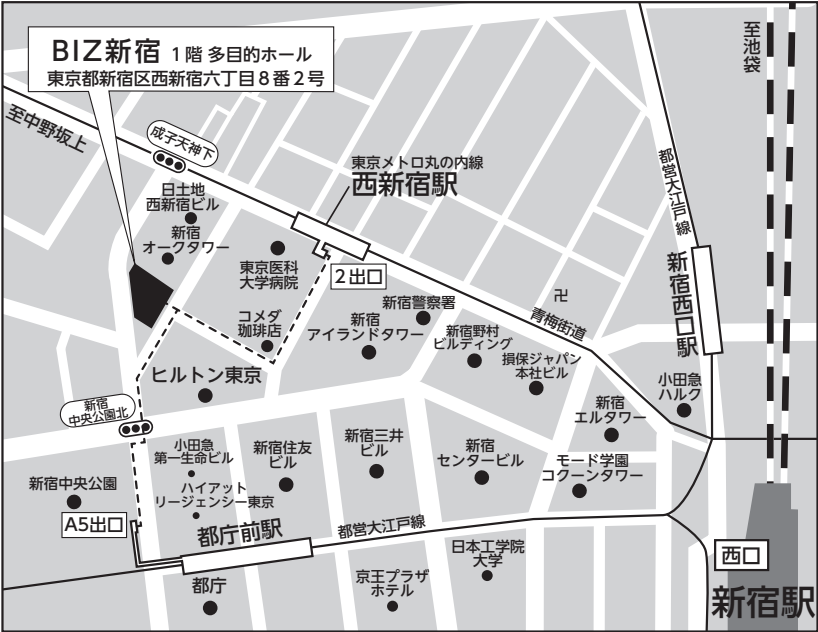 BIZ新宿 1階 多目的ホール
東京都新宿区西新宿六丁目8番2号
至池袋
至中野坂上
成子天神下
東京メトロ丸の内線
西新宿駅
都営大江戸線
日土地
西新宿ビル
新宿
オークタワー
東京医科
大学病院
2出口
新宿西口駅
卍
コメダ
珈琲店
新宿警察署
新宿
アイランドタワー
青梅街道
新宿野村
ビルディング
損保ジャパン
本社ビル
ヒルトン東京
小田急
ハルク
新宿
中央公園北
新宿
エルタワー
小田急
第一生命ビル
新宿住友
ビル
新宿三井
ビル
新宿
センタービル
モード学園
コクーンタワー
新宿中央公園
ハイアット
リージェンシー東京
A5出口
都庁前駅
都営大江戸線
日本工学院
大学
西口
都庁
京王プラザ
ホテル
新宿駅